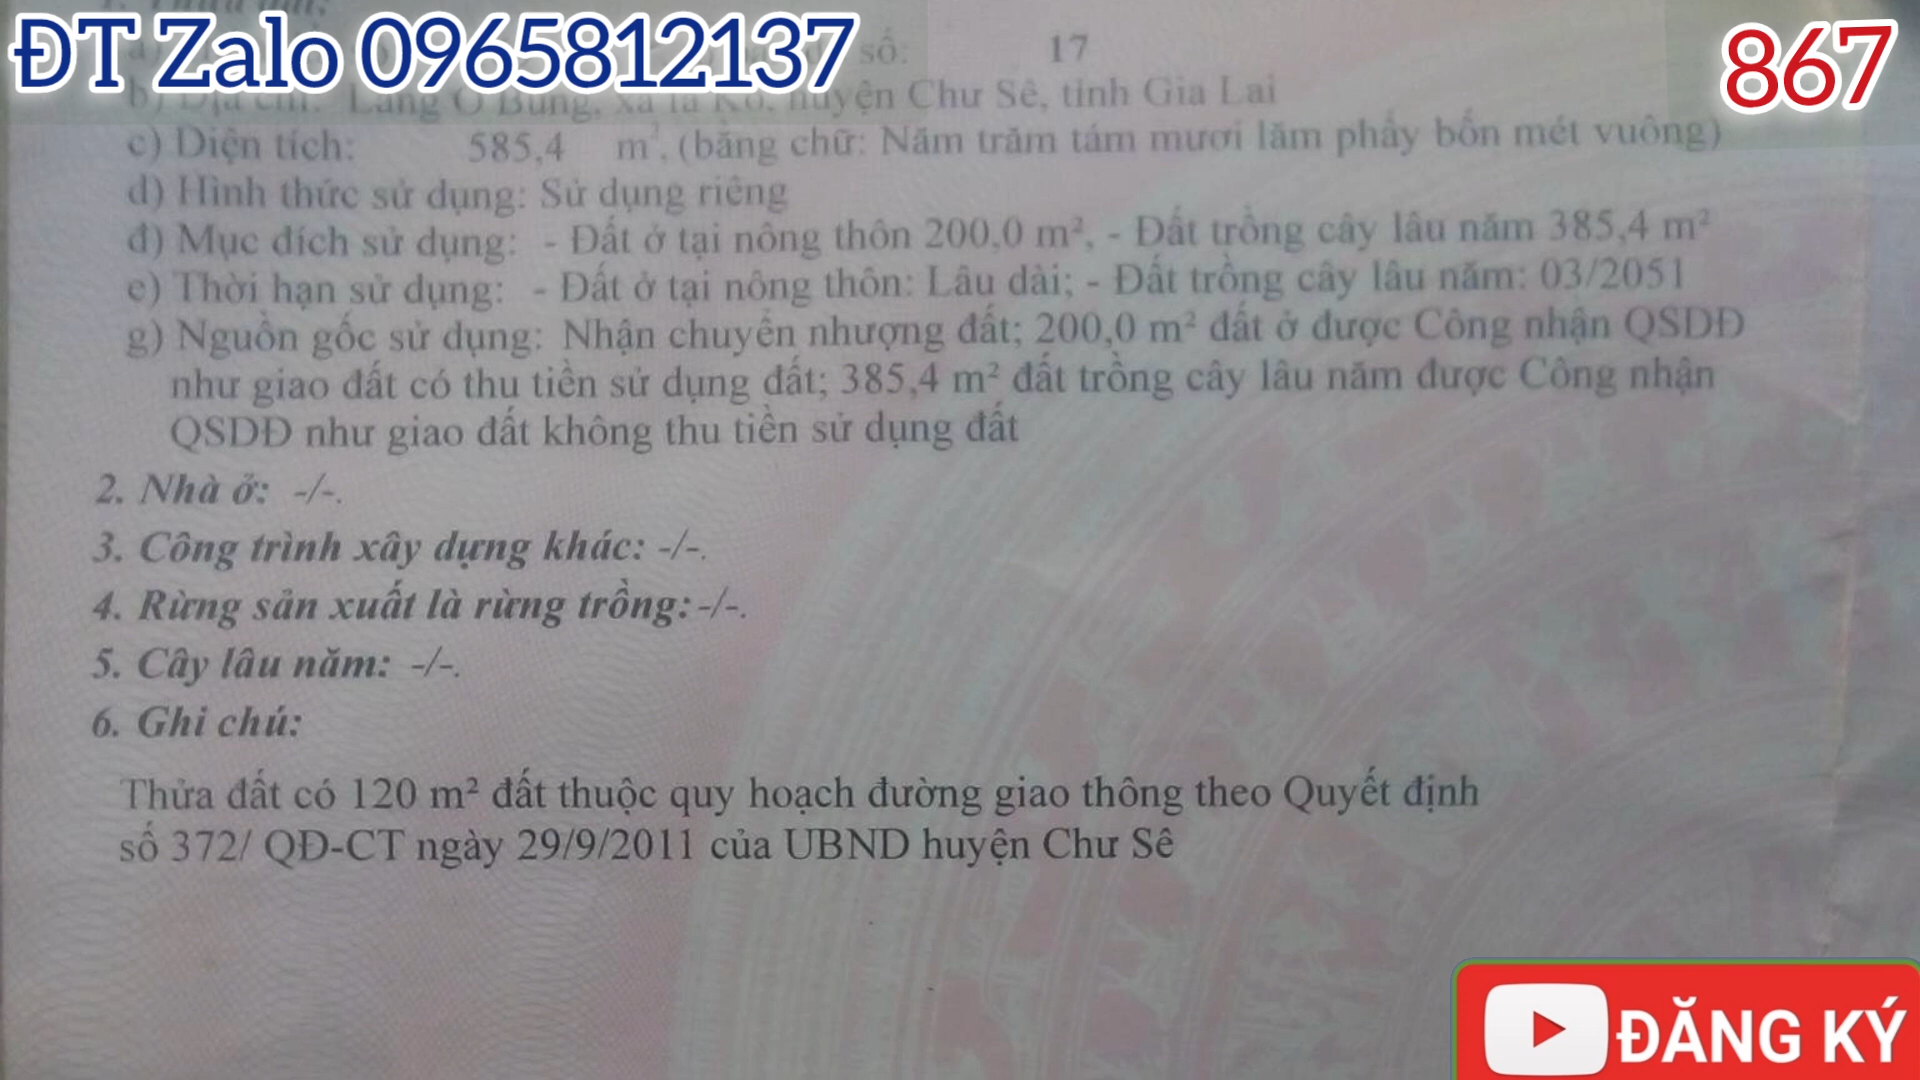 ĐT Zalo 0965812137
867
số: 17
b) Địa chỉ: Làng Ơ Bung, xã Ia Ko, huyện Chư Sê, tỉnh Gia Lai
c) Diện tích: 585,4 m², (bằng chữ: Năm trăm tám mươi lăm phẩy bốn mét vuông)
d) Hình thức sử dụng: Sử dụng riêng
đ) Mục đích sử dụng: - Đất ở tại nông thôn 200,0 m², - Đất trồng cây lâu năm 385,4 m²
e) Thời hạn sử dụng: - Đất ở tại nông thôn: Lâu dài; - Đất trồng cây lâu năm: 03/2051
g) Nguồn gốc sử dụng: Nhận chuyển nhượng đất; 200,0 m² đất ở được Công nhận QSDĐ
như giao đất có thu tiền sử dụng đất; 385,4 m² đất trồng cây lâu năm được Công nhận
QSDĐ như giao đất không thu tiền sử dụng đất
2. Nhà ở: -/-.
3. Công trình xây dựng khác: -/-.
4. Rừng sản xuất là rừng trồng: -/-.
5. Cây lâu năm: -/-.
6. Ghi chú:
Thửa đất có 120 m² đất thuộc quy hoạch đường giao thông theo Quyết định
số 372/ QĐ-CT ngày 29/9/2011 của UBND huyện Chư Sê
ĐĂNG KÝ